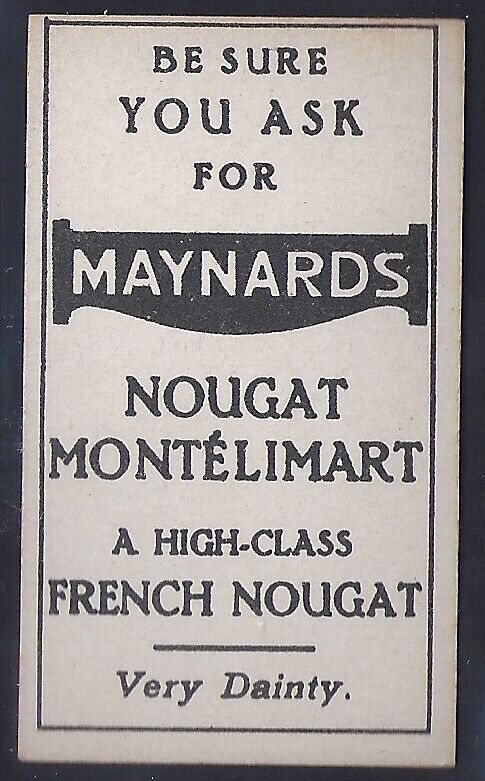 BE SURE
YOU ASK
FOR
MAYNARDS
NOUGAT
MONTÉLIMART
A HIGH-CLASS
FRENCH NOUGAT
Very Dainty.